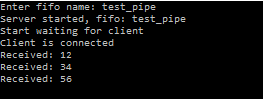 Enter fifo name: test_pipe
Server started, fifo: test_pipe
Start waiting for client
Client is connected
Received: 12
Received: 34
Received: 56